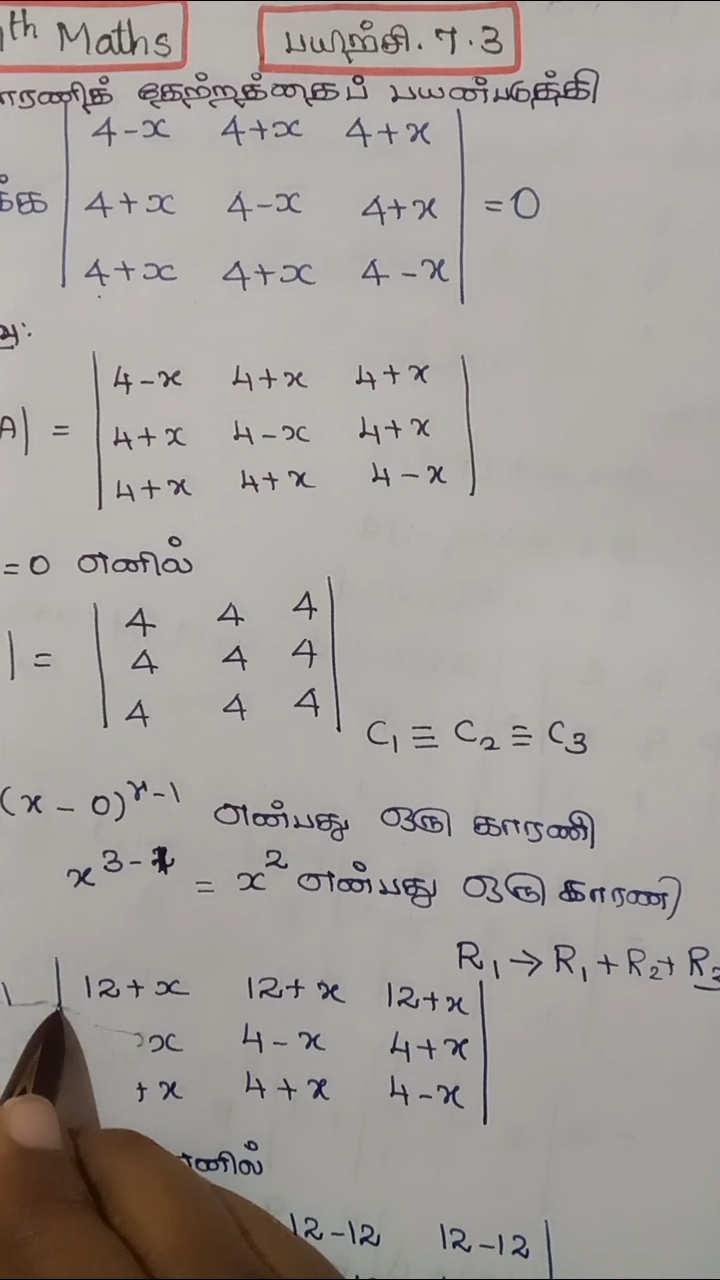 th Maths
பயிற்சி. 7.3
காரணித் தேற்றத்தைப் பயன்படுத்தி
| 4-x 4+x 4+x |
| 4+x 4-x 4+x | = 0
| 4+x 4+x 4-x |
A| =
| 4-x 4+x 4+x |
| 4+x 4-x 4+x |
| 4+x 4+x 4-x |
=0 எனில்
| =
| 4 4 4 |
| 4 4 4 |
| 4 4 4 |
C₁ ≡ C₂ ≡ C₃
(x - 0)^(r-1) என்பது ஒரு காரணி
x^(3-1) = x² என்பது ஒரு காரணி
R₁ → R₁ + R₂ + R₃
| 12+x 12+x 12+x |
x 4-x 4+x |
+x 4+x 4-x |
னில்
12-12 12-12 |